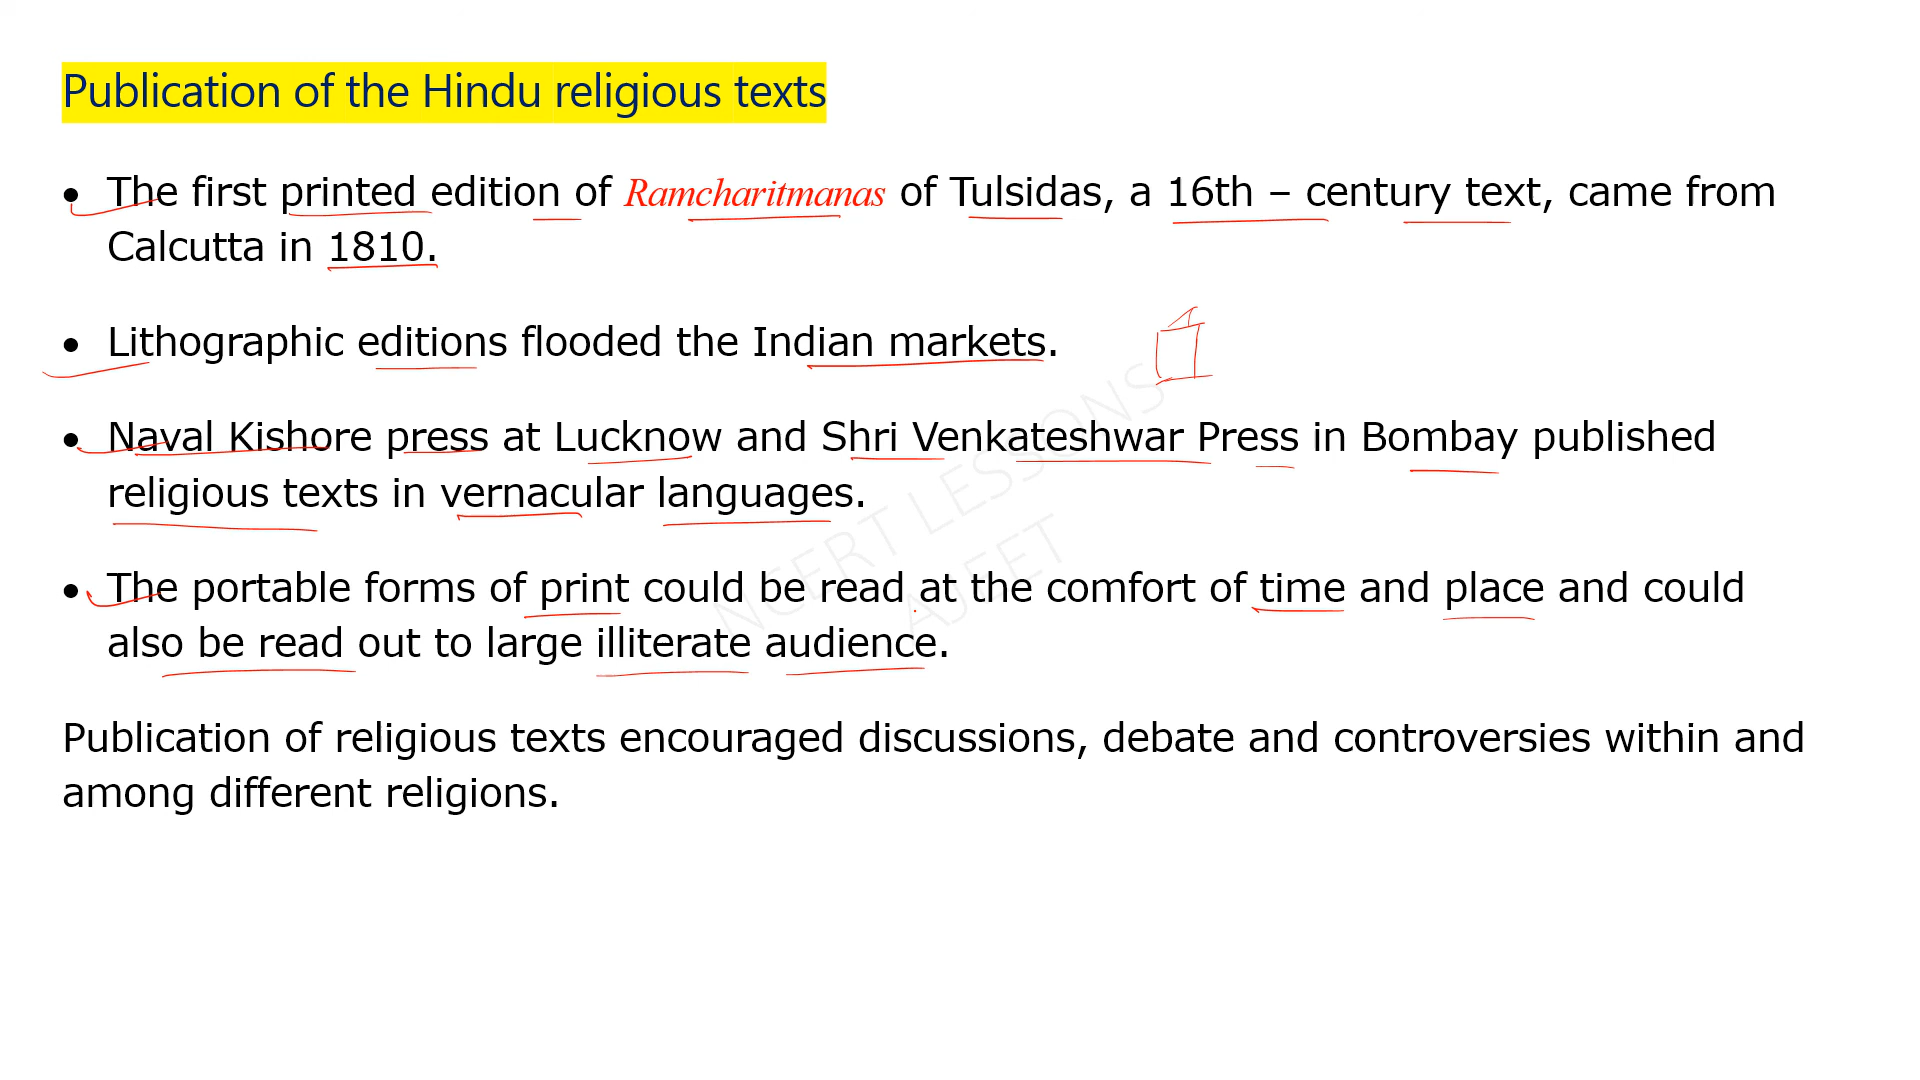 Publication of the Hindu religious texts
• The first printed edition of Ramcharitmanas of Tulsidas, a 16th – century text, came from
Calcutta in 1810.
• Lithographic editions flooded the Indian markets.
• Naval Kishore press at Lucknow and Shri Venkateshwar Press in Bombay published
religious texts in vernacular languages.
• The portable forms of print could be read at the comfort of time and place and could
also be read out to large illiterate audience.
Publication of religious texts encouraged discussions, debate and controversies within and
among different religions.
NCERT LESSONS
AJEET